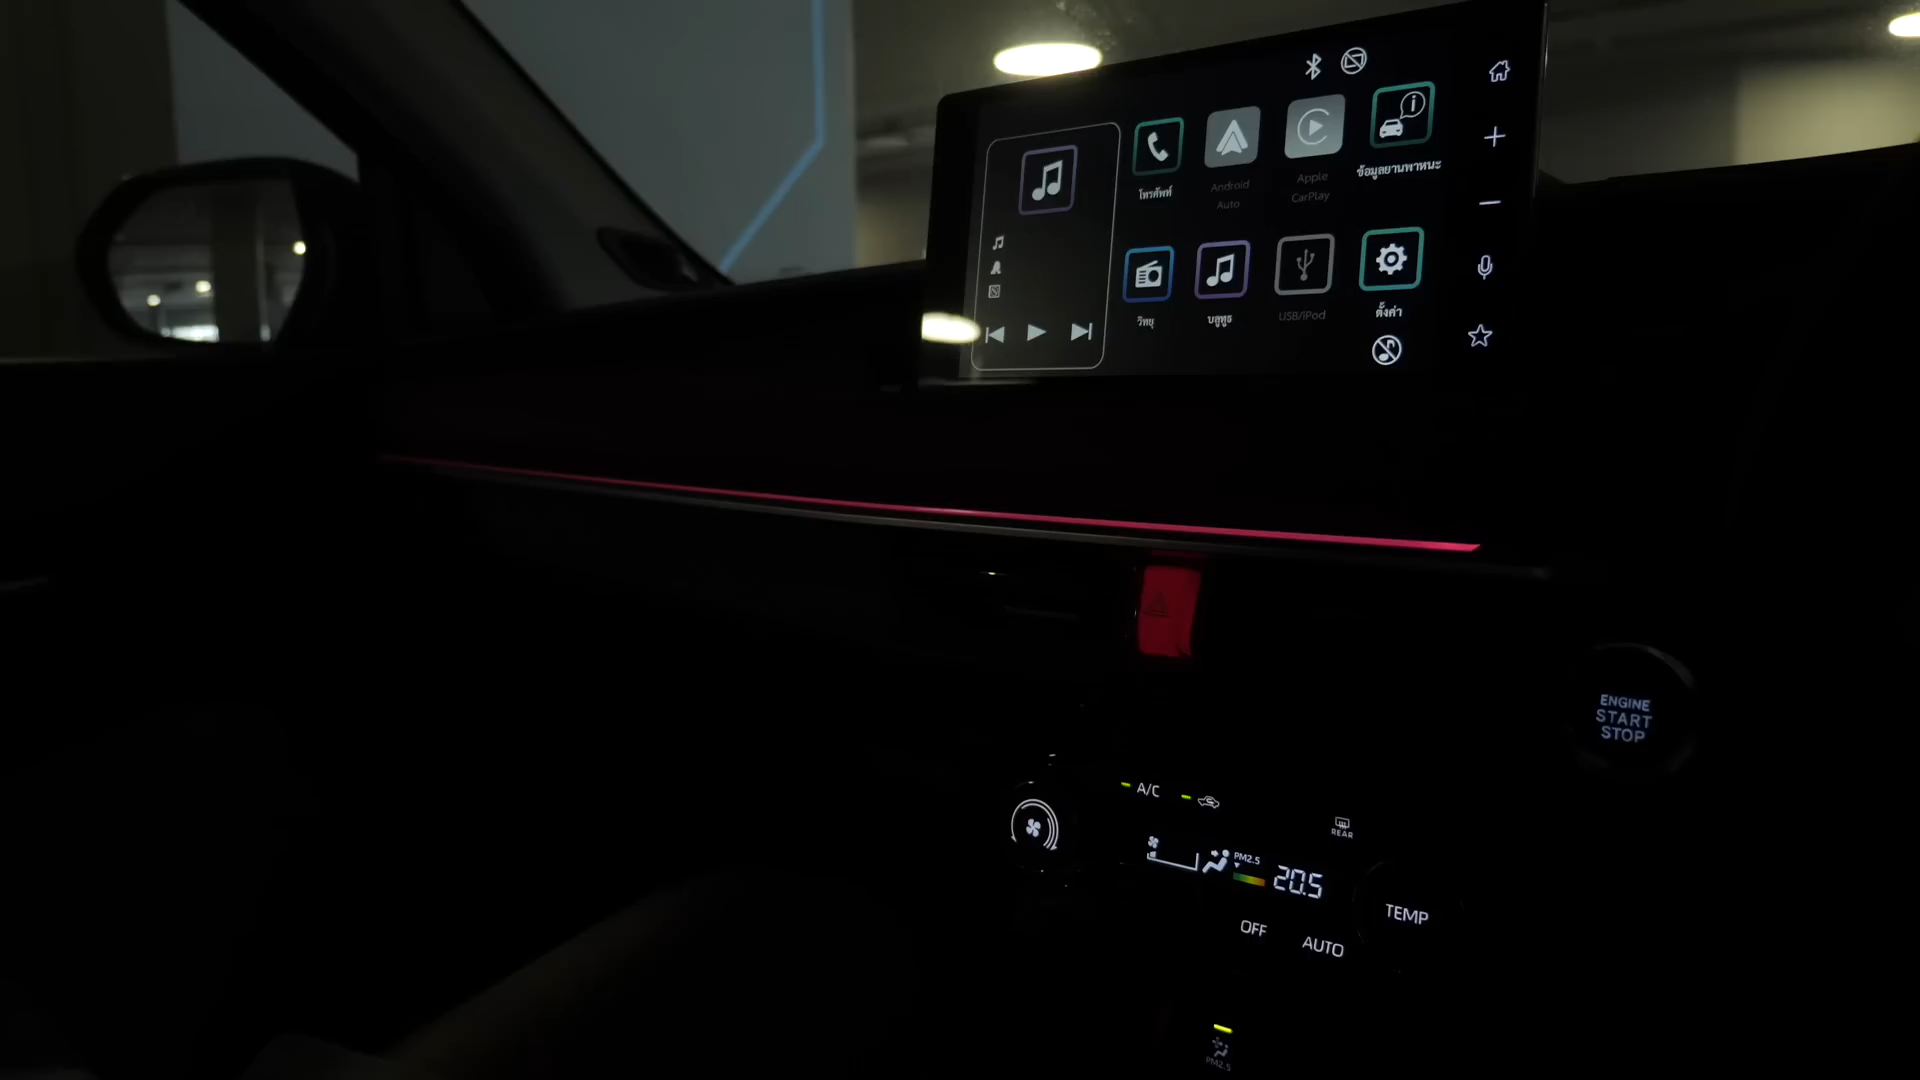 โทรศัพท์
Android
Auto
Apple
CarPlay
ข้อมูลยานพาหนะ
วิทยุ
บลูทูธ
USB/iPod
ตั้งค่า
ENGINE
START
STOP
A/C
REAR
PM2.5
20.5
TEMP
OFF
AUTO
PM2.5